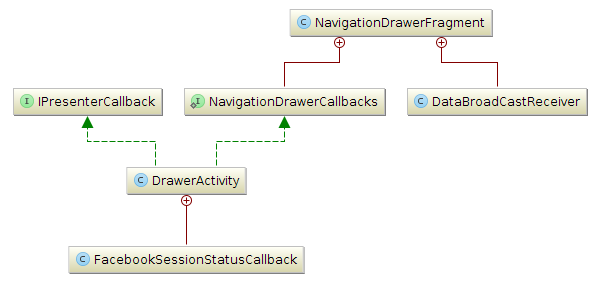 C NavigationDrawerFragment
I IPresenterCallback
I NavigationDrawerCallbacks
C DataBroadCastReceiver
C DrawerActivity
C FacebookSessionStatusCallback